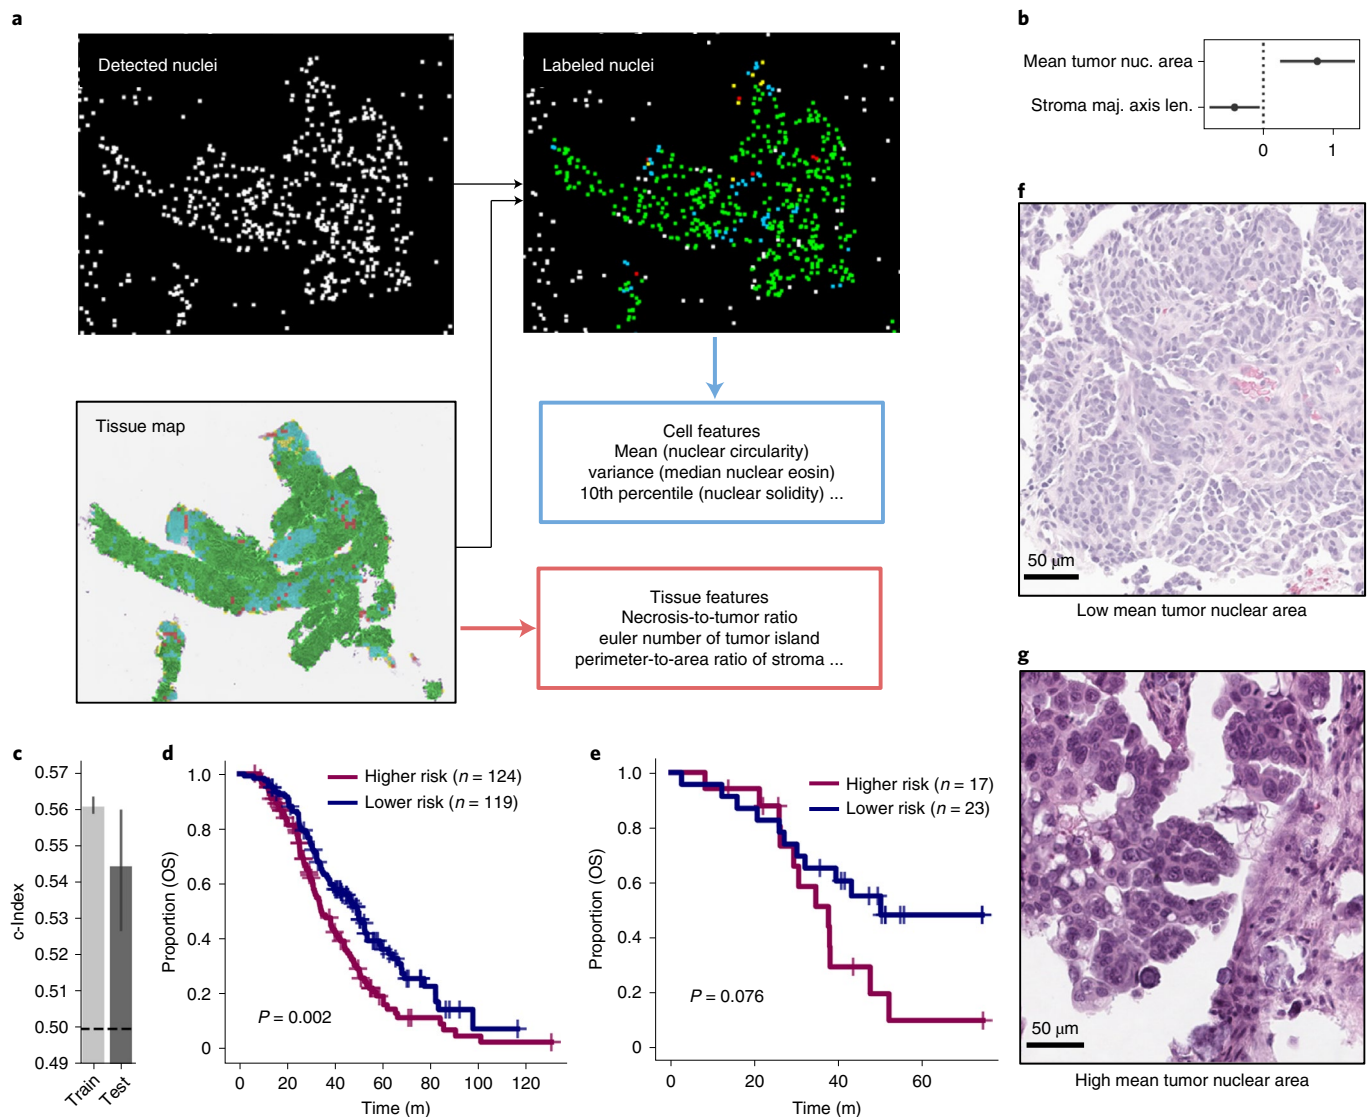 a
Detected nuclei
Labeled nuclei
Tissue map
Cell features
Mean (nuclear circularity)
variance (median nuclear eosin)
10th percentile (nuclear solidity) ...
Tissue features
Necrosis-to-tumor ratio
euler number of tumor island
perimeter-to-area ratio of stroma ...
b
Mean tumor nuc. area
Stroma maj. axis len.
0 1
c
c-Index
0.57
0.56
0.55
0.54
0.53
0.52
0.51
0.50
0.49
Train Test
d
Proportion (OS)
1.0
0.8
0.6
0.4
0.2
0
Higher risk (n = 124)
Lower risk (n = 119)
P = 0.002
0 20 40 60 80 100 120
Time (m)
e
Proportion (OS)
1.0
0.8
0.6
0.4
0.2
0
Higher risk (n = 17)
Lower risk (n = 23)
P = 0.076
0 20 40 60
Time (m)
f
50 μm
Low mean tumor nuclear area
g
50 μm
High mean tumor nuclear area